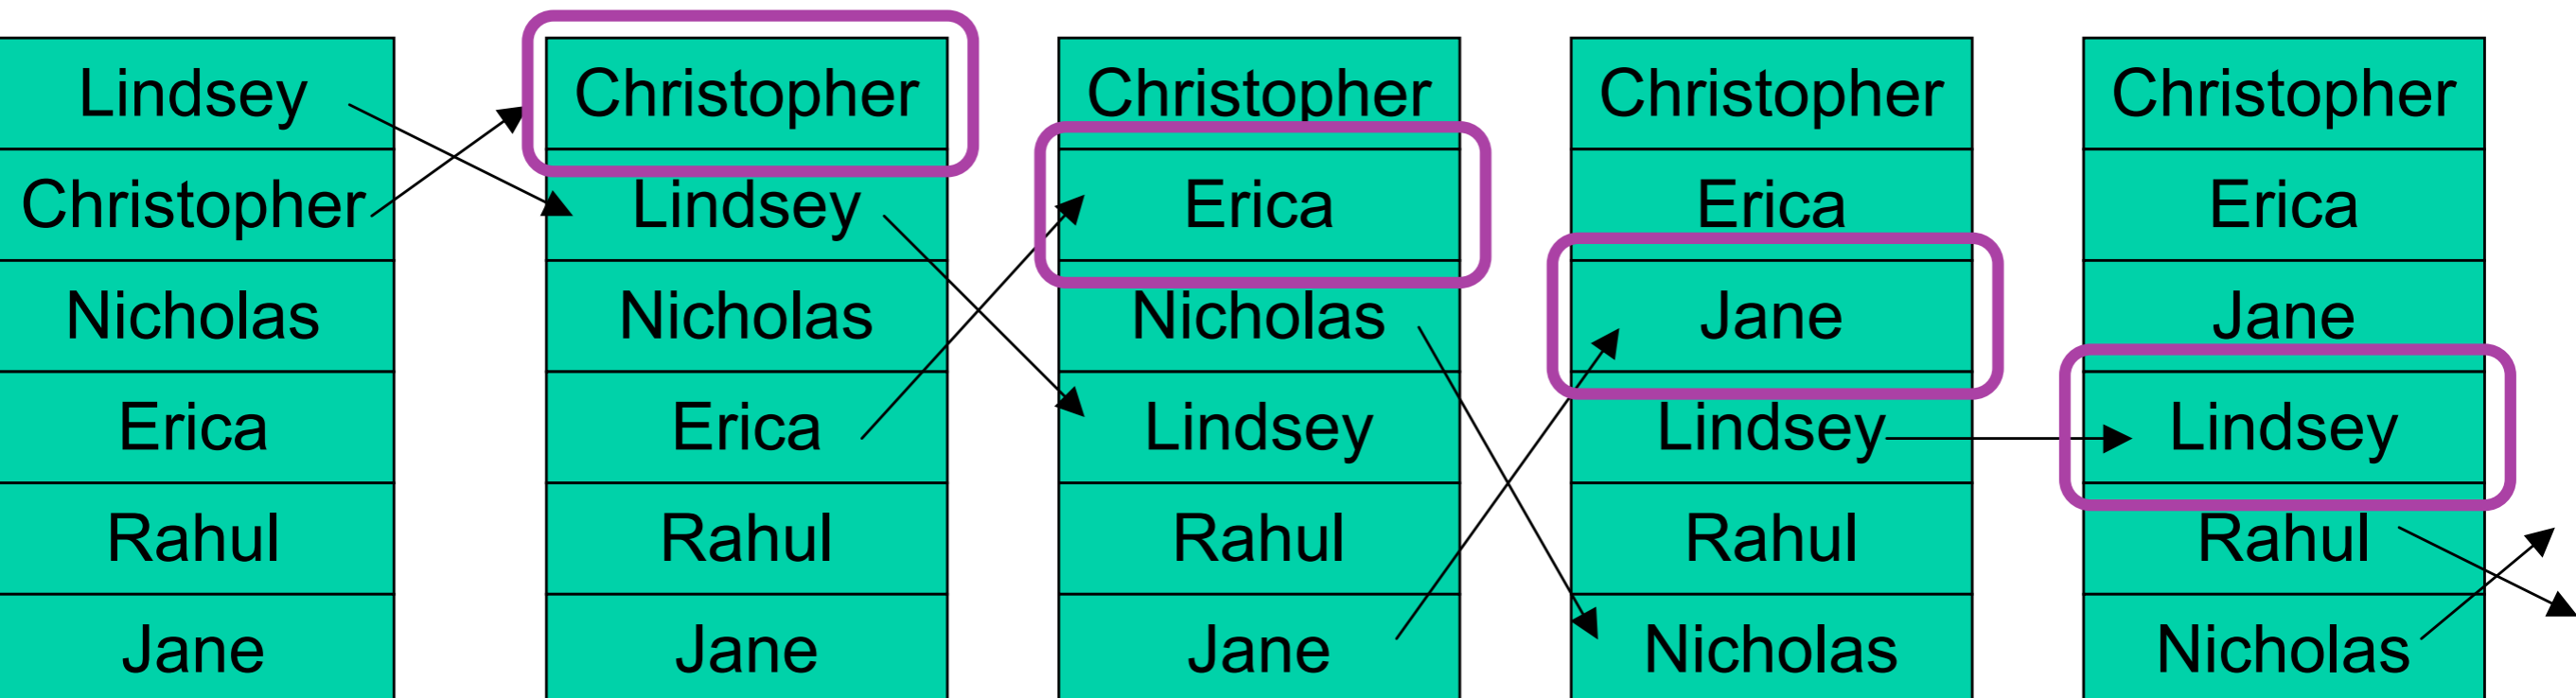 Lindsey
Christopher
Nicholas
Erica
Rahul
Jane
Christopher
Lindsey
Nicholas
Erica
Rahul
Jane
Christopher
Erica
Nicholas
Lindsey
Rahul
Jane
Christopher
Erica
Jane
Lindsey
Rahul
Nicholas
Christopher
Erica
Jane
Lindsey
Rahul
Nicholas